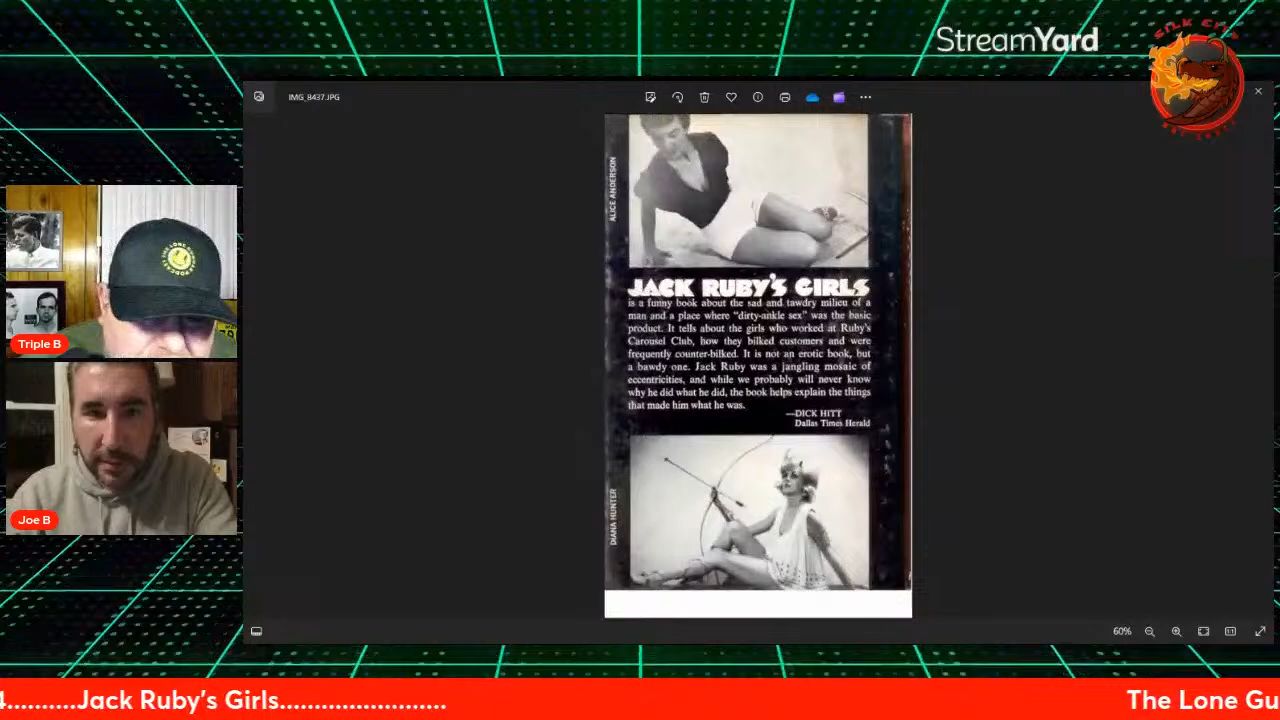 StreamYard
SILK CITY
HOT SAUCE
IMG_8437.JPG
ALICE ANDERSON
JACK RUBY'S GIRLS
is a funny book about the sad and tawdry milieu of a
man and a place where "dirty-ankle sex" was the basic
product. It tells about the girls who worked at Ruby's
Carousel Club, how they bilked customers and were
frequently counter-bilked. It is not an erotic book, but
a bawdy one. Jack Ruby was a jangling mosaic of
eccentricities, and while we probably will never know
why he did what he did, the book helps explain the things
that made him what he was.
—DICK HITT
Dallas Times Herald
DIANA HUNTER
Triple B
Joe B
60%
4..........Jack Ruby's Girls.......................
The Lone Gu